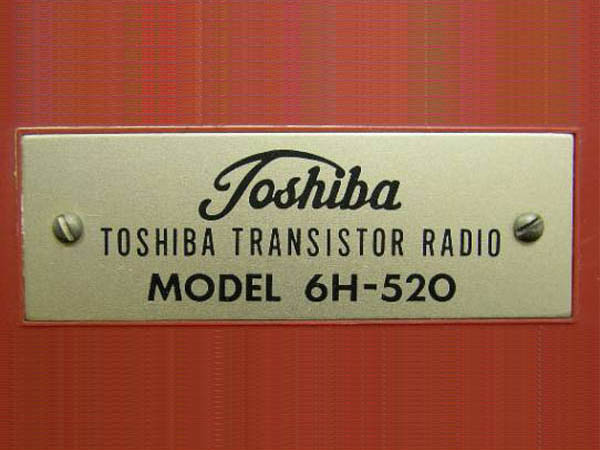 Toshiba
TOSHIBA TRANSISTOR RADIO
MODEL 6H-520